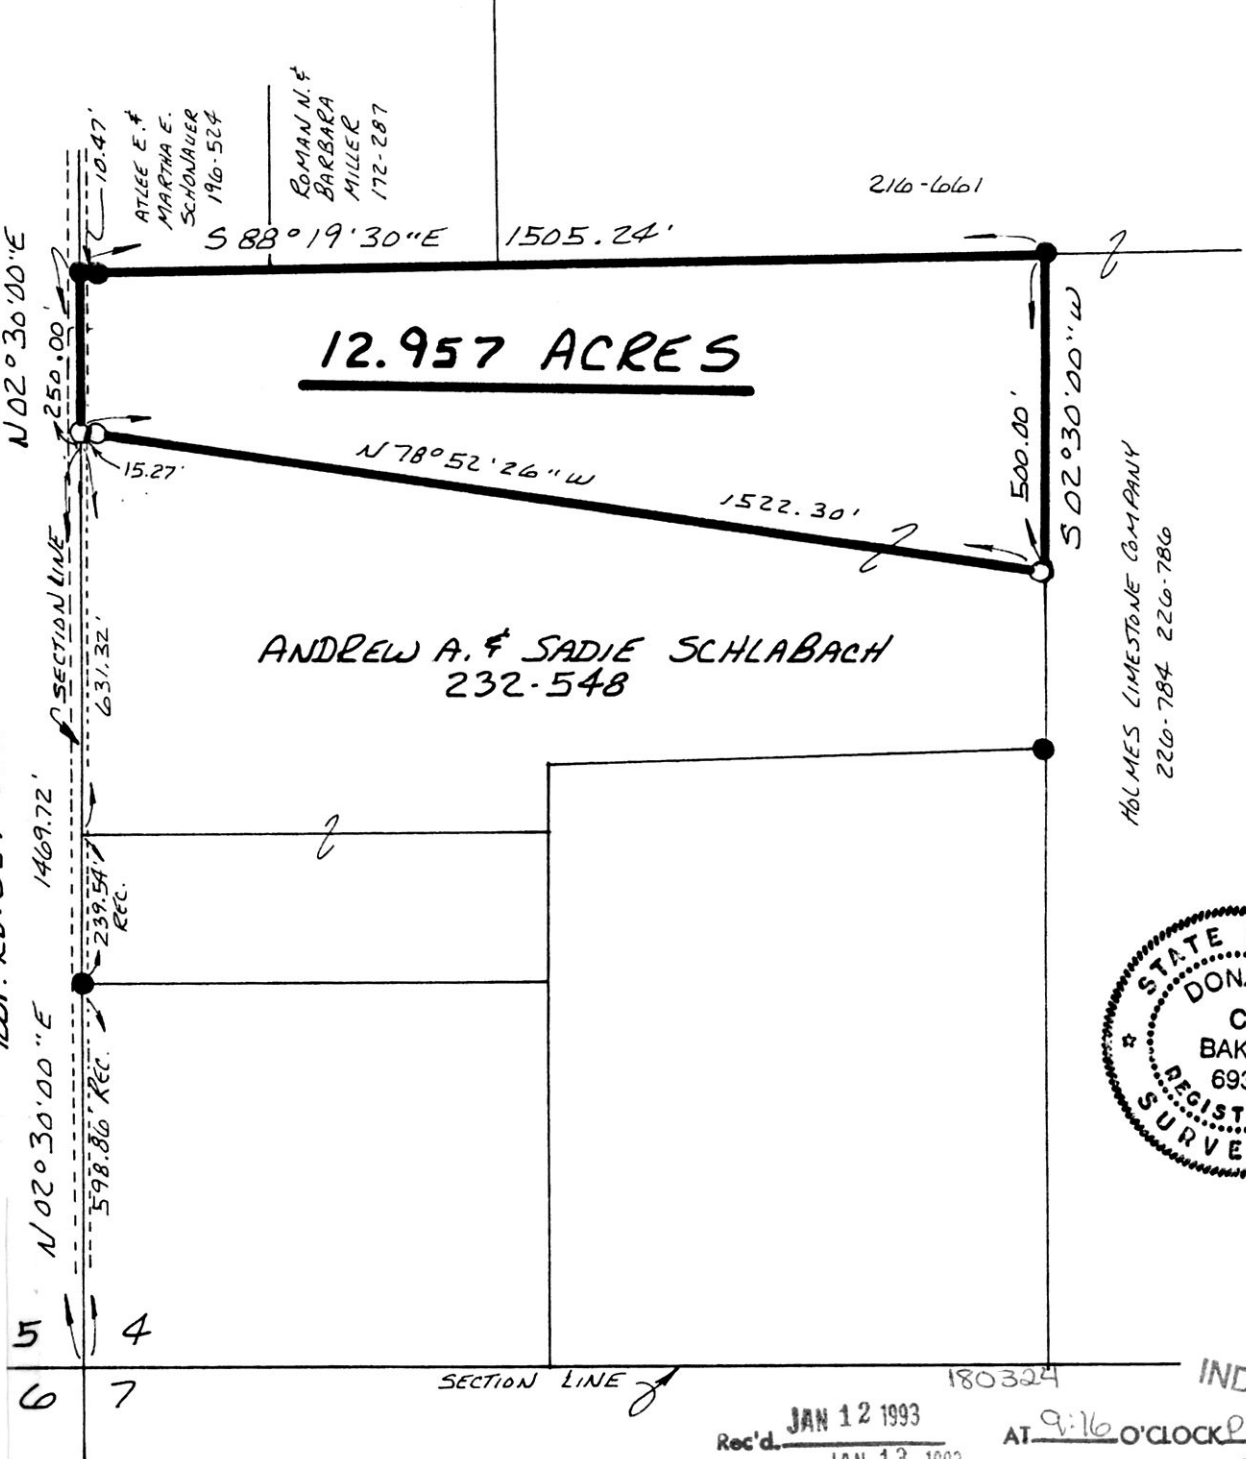 10.47'
ATLEE E. &
MARTHA E.
SCHONAUER
196-524
ROMAN N. &
BARBARA
MILLER
172-287
216-661
S 88°19'30"E 1505.24'
N 02°30'00"E
250.00'
12.957 ACRES
500.00'
S 02°30'00"W
N 78°52'26"W 1522.30'
15.27'
SECTION LINE
631.32'
ANDREW A. & SADIE SCHLABACH
232-548
HOLMES LIMESTONE COMPANY
226-784 226-786
1469.72'
239.54'
REC.
N 02°30'00"E
598.86' REC.
STATE
DON
C
BAK
693
REGIST
SURVE
5 4
6 7
SECTION LINE
180324
IND
Rec'd. JAN 12 1993 AT 9:16 O'CLOCK P
JAN 13 1993